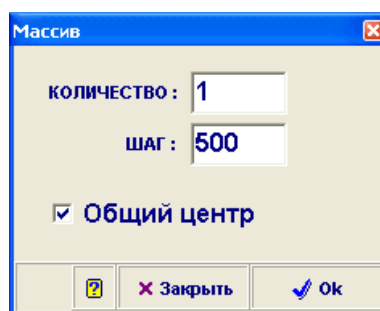 Массив
КОЛИЧЕСТВО : 1
ШАГ : 500
Общий центр
? Закрыть Ok